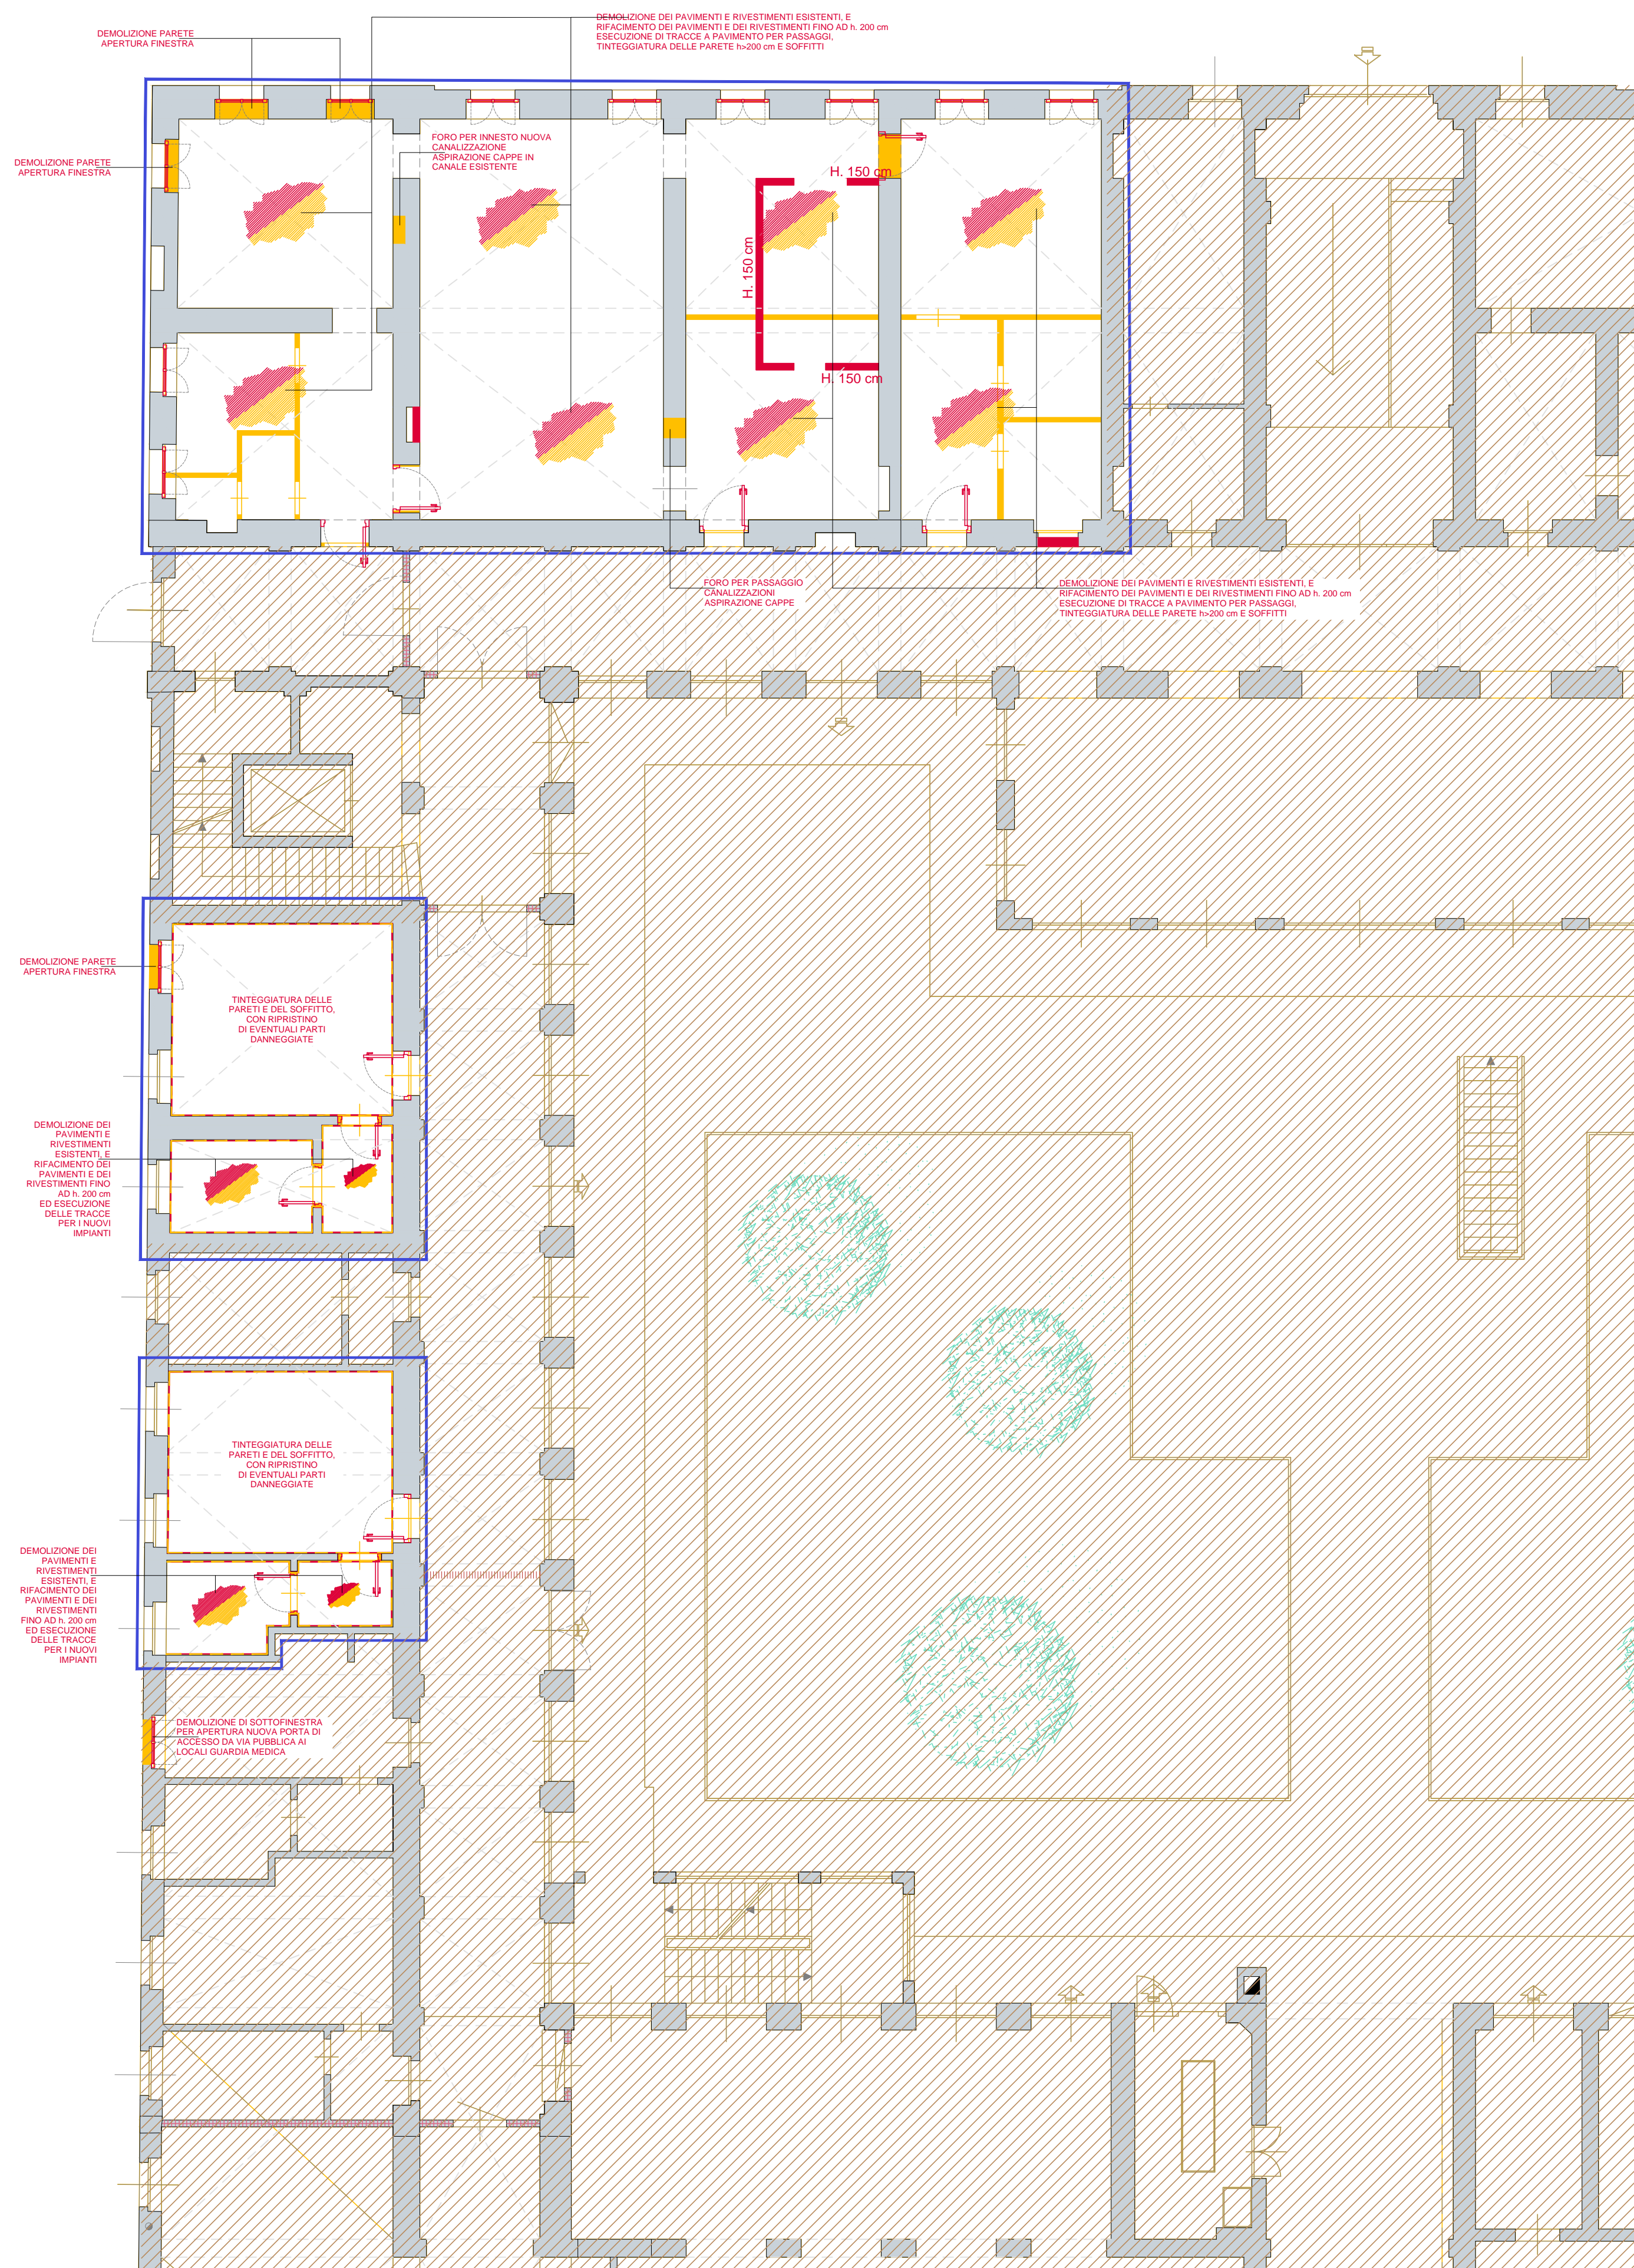 DEMOLIZIONE PARETE
APERTURA FINESTRA
DEMOLIZIONE DEI PAVIMENTI E RIVESTIMENTI ESISTENTI, E
RIFACIMENTO DEI PAVIMENTI E DEI RIVESTIMENTI FINO AD h. 200 cm
ESECUZIONE DI TRACCE A PAVIMENTO PER PASSAGGI,
TINTEGGIATURA DELLE PARETE h>200 cm E SOFFITTI
DEMOLIZIONE PARETE
APERTURA FINESTRA
FORO PER INNESTO NUOVA
CANALIZZAZIONE
ASPIRAZIONE CAPPE IN
CANALE ESISTENTE
H. 150 cm
H. 150 cm
H. 150 cm
FORO PER PASSAGGIO
CANALIZZAZIONI
ASPIRAZIONE CAPPE
DEMOLIZIONE DEI PAVIMENTI E RIVESTIMENTI ESISTENTI, E
RIFACIMENTO DEI PAVIMENTI E DEI RIVESTIMENTI FINO AD h. 200 cm
ESECUZIONE DI TRACCE A PAVIMENTO PER PASSAGGI,
TINTEGGIATURA DELLE PARETE h>200 cm E SOFFITTI
DEMOLIZIONE PARETE
APERTURA FINESTRA
TINTEGGIATURA DELLE
PARETI E DEL SOFFITTO,
CON RIPRISTINO
DI EVENTUALI PARTI
DANNEGGIATE
DEMOLIZIONE DEI
PAVIMENTI E
RIVESTIMENTI
ESISTENTI, E
RIFACIMENTO DEI
PAVIMENTI E DEI
RIVESTIMENTI FINO
AD h. 200 cm
ED ESECUZIONE
DELLE TRACCE
PER I NUOVI
IMPIANTI
TINTEGGIATURA DELLE
PARETI E DEL SOFFITTO,
CON RIPRISTINO
DI EVENTUALI PARTI
DANNEGGIATE
DEMOLIZIONE DEI
PAVIMENTI E
RIVESTIMENTI
ESISTENTI, E
RIFACIMENTO DEI
PAVIMENTI E DEI
RIVESTIMENTI
FINO AD h. 200 cm
ED ESECUZIONE
DELLE TRACCE
PER I NUOVI
IMPIANTI
DEMOLIZIONE DI SOTTOFINESTRA
PER APERTURA NUOVA PORTA DI
ACCESSO DA VIA PUBBLICA AI
LOCALI GUARDIA MEDICA